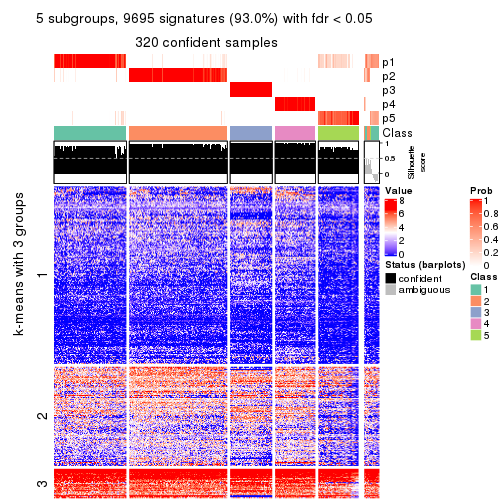 5 subgroups, 9695 signatures (93.0%) with fdr < 0.05
320 confident samples
p1
p2
p3
p4
p5
Class
1
0.5
0
Silhouette
score
k-means with 3 groups
1
2
3
Value
8
6
4
2
0
Status (barplots)
confident
ambiguous
Prob
1
0.8
0.6
0.4
0.2
0
Class
1
2
3
4
5